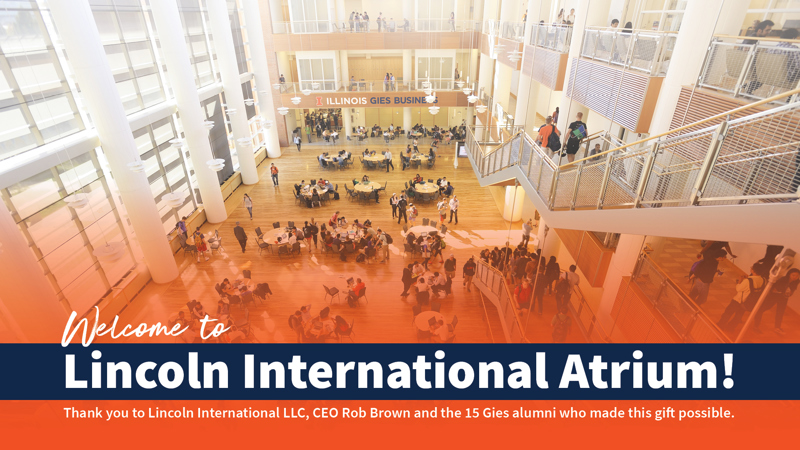 ILLINOIS GIES BUSINESS
Welcome to
Lincoln International Atrium!
Thank you to Lincoln International LLC, CEO Rob Brown and the 15 Gies alumni who made this gift possible.